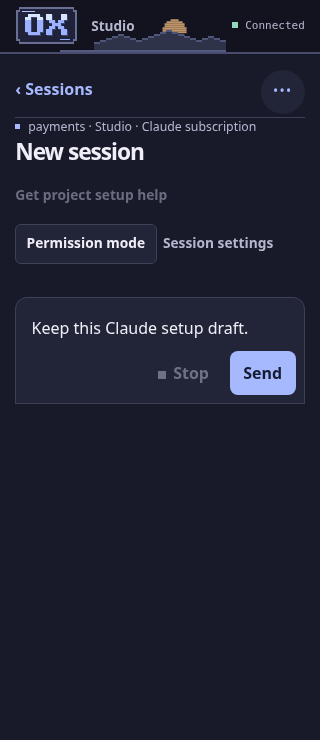 OX Studio Connected
‹ Sessions
payments · Studio · Claude subscription
New session
Get project setup help
Permission mode Session settings
Keep this Claude setup draft.
Stop Send